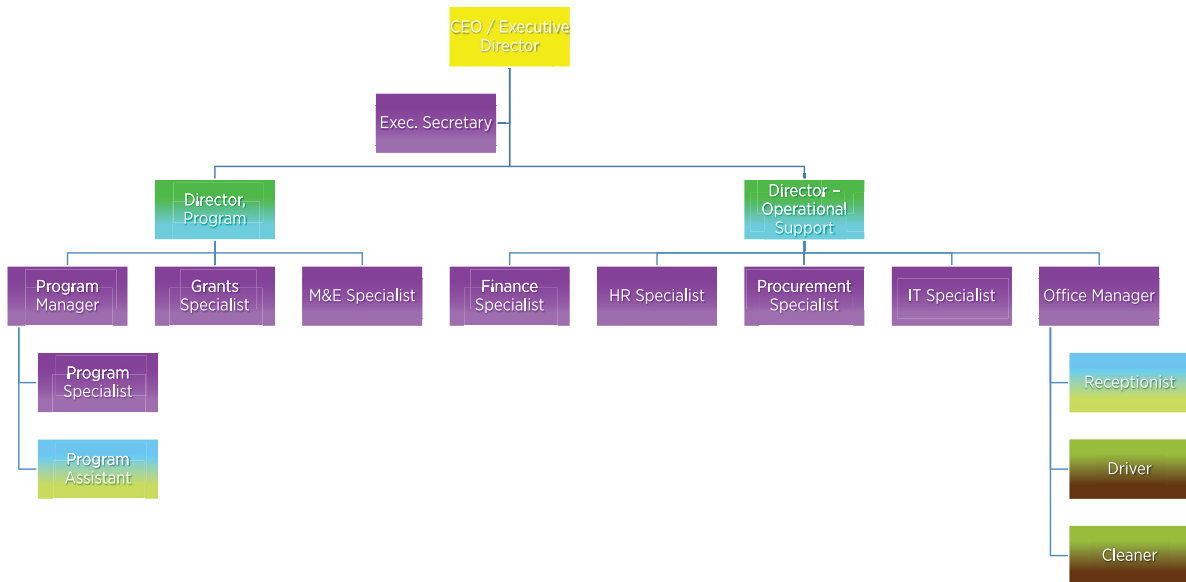 CEO / Executive
Director
Exec. Secretary
Director,
Program
Director –
Operational
Support
Program
Manager
Grants
Specialist
M&E Specialist
Finance
Specialist
HR Specialist
Procurement
Specialist
IT Specialist
Office Manager
Program
Specialist
Receptionist
Program
Assistant
Driver
Cleaner